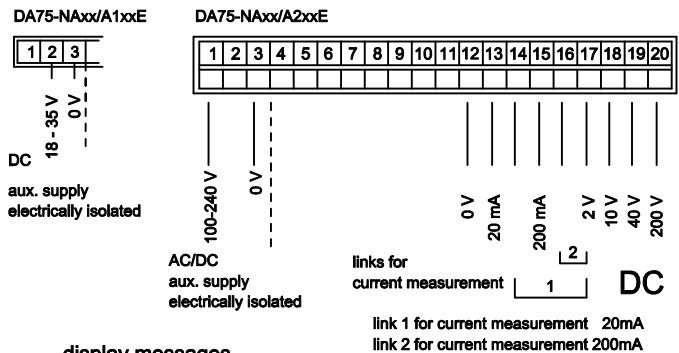 DA75-NAxx/A1xxE
DA75-NAxx/A2xxE
1 2 3
1 2 3 4 5 6 7 8 9 10 11 12 13 14 15 16 17 18 19 20
18 - 35 V
0 V
DC
aux. supply
electrically isolated
100-240 V
0 V
AC/DC
aux. supply
electrically isolated
0 V
20 mA
200 mA
2 V
10 V
40 V
200 V
links for
current measurement
2
1
DC
link 1 for current measurement 20mA
link 2 for current measurement 200mA
display messages